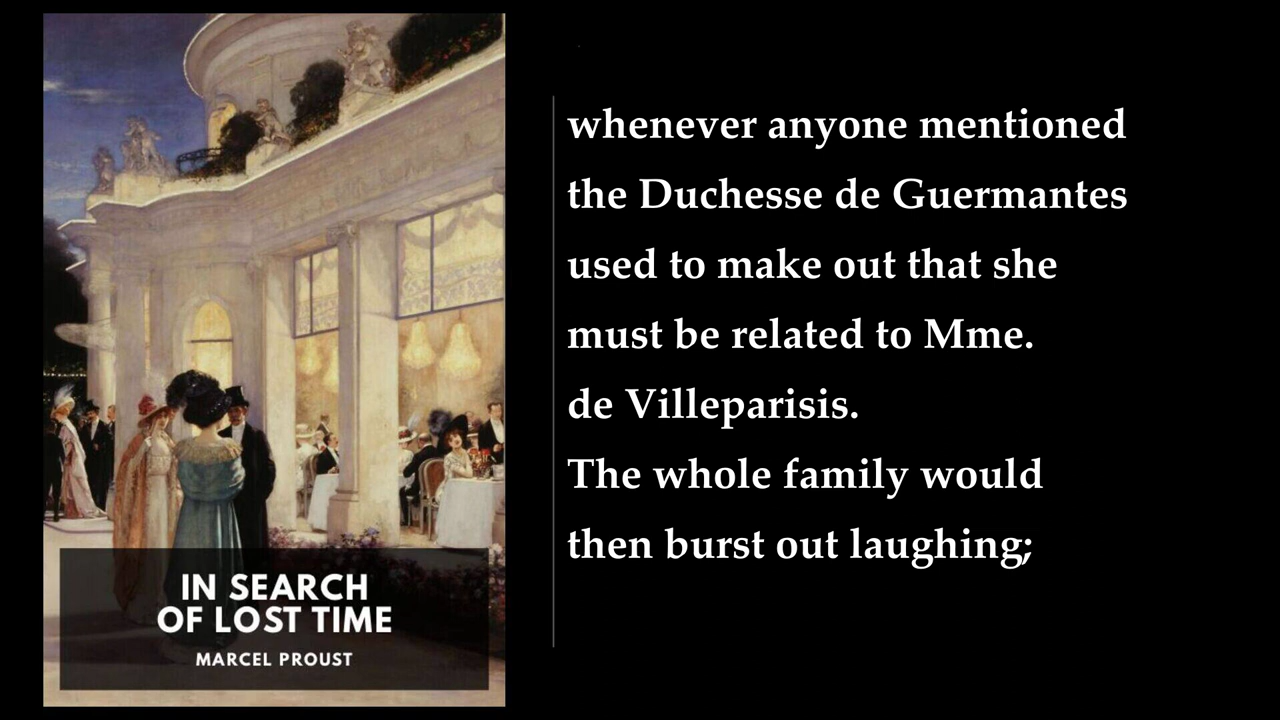 IN SEARCH
OF LOST TIME
MARCEL PROUST
whenever anyone mentioned
the Duchesse de Guermantes
used to make out that she
must be related to Mme.
de Villeparisis.
The whole family would
then burst out laughing;